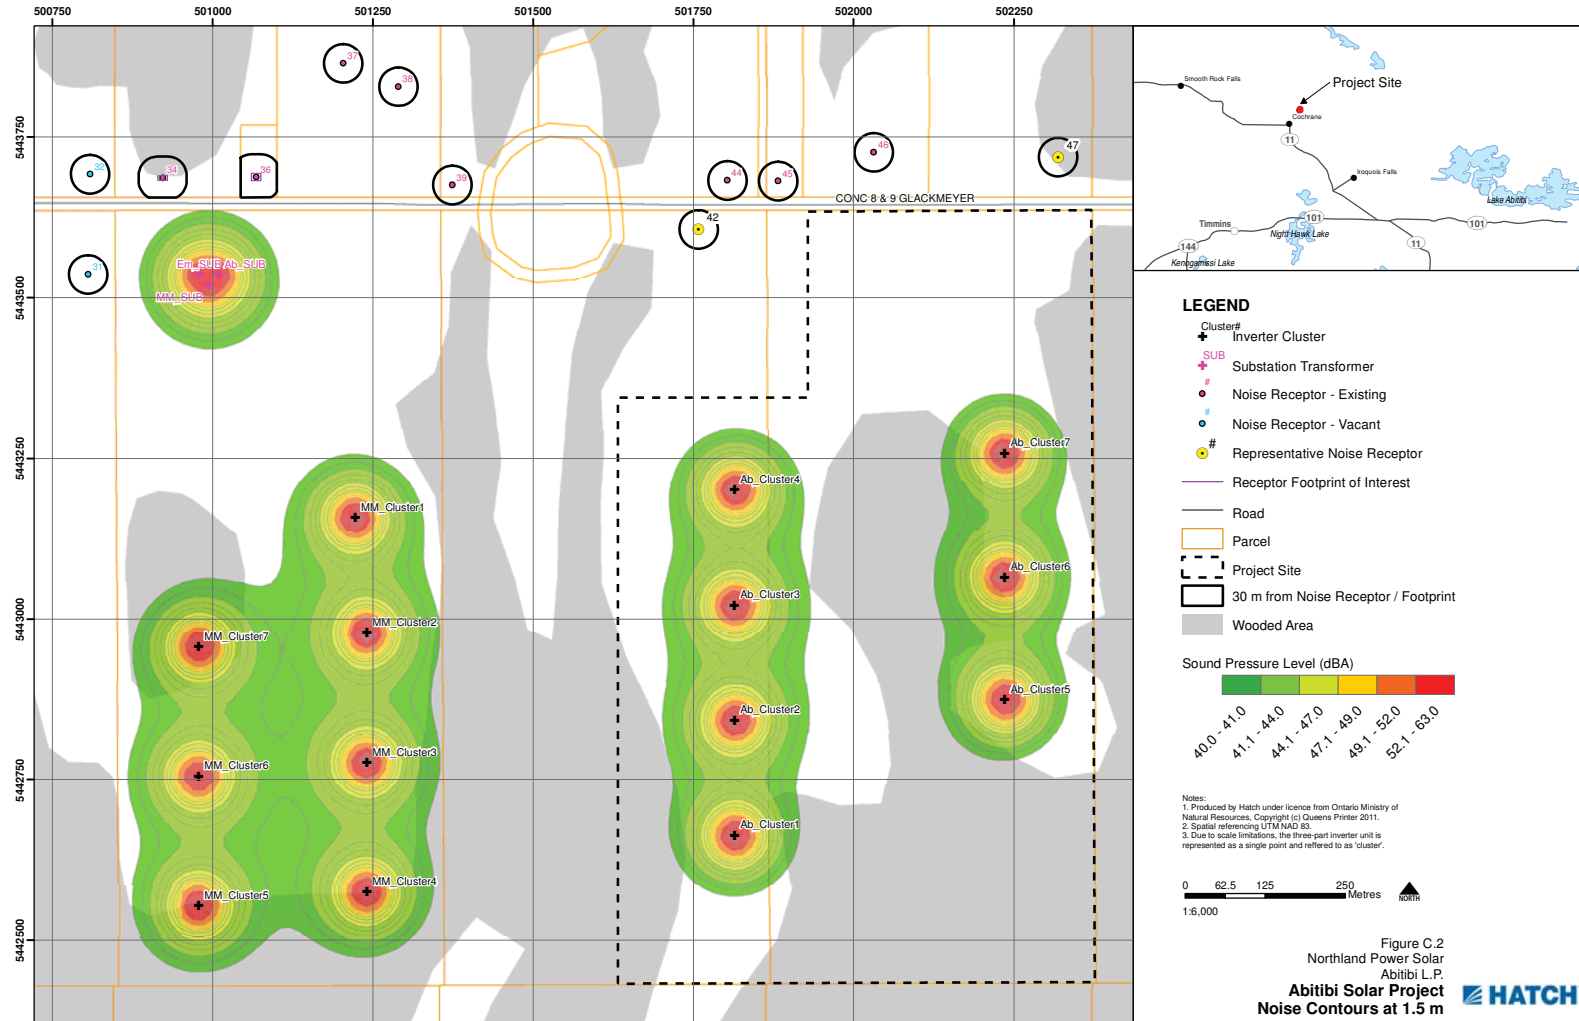 500750 501000 501250 501500 501750 502000 502250
5443750
5443500
5443250
5443000
5442750
5442500
37
38
32
34
36
39
44
45
46
47
42
31
CONC 8 & 9 GLACKMEYER
Em_SUB Ab_SUB
MM_SUB
MM_Cluster1
MM_Cluster2
MM_Cluster7
MM_Cluster3
MM_Cluster6
MM_Cluster4
MM_Cluster5
Ab_Cluster4
Ab_Cluster3
Ab_Cluster2
Ab_Cluster1
Ab_Cluster7
Ab_Cluster6
Ab_Cluster5
Smooth Rock Falls
Project Site
Cochrane
11
Iroquois Falls
Lake Abitibi
Timmins
101
101
Night Hawk Lake
144
11
Kenogamissi Lake
LEGEND
Cluster#
Inverter Cluster
SUB
Substation Transformer
#
Noise Receptor - Existing
#
Noise Receptor - Vacant
#
Representative Noise Receptor
Receptor Footprint of Interest
Road
Parcel
Project Site
30 m from Noise Receptor / Footprint
Wooded Area
Sound Pressure Level (dBA)
40.0 - 41.0
41.1 - 44.0
44.1 - 47.0
47.1 - 49.0
49.1 - 52.0
52.1 - 63.0
Notes:
1. Produced by Hatch under licence from Ontario Ministry of
Natural Resources, Copyright (c) Queens Printer 2011.
2. Spatial referencing UTM NAD 83.
3. Due to scale limitations, the three-part inverter unit is
represented as a single point and reffered to as 'cluster'.
0 62.5 125 250
Metres
1:6,000
NORTH
Figure C.2
Northland Power Solar
Abitibi L.P.
Abitibi Solar Project
Noise Contours at 1.5 m
HATCH